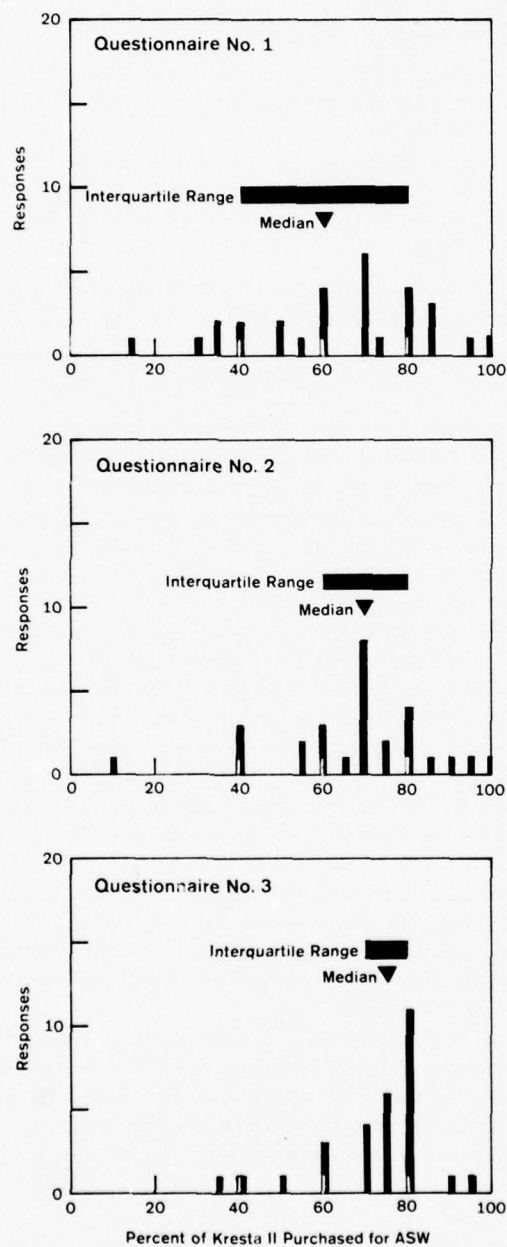 Questionnaire No. 1
20
10
0
Responses
Interquartile Range
Median
0 20 40 60 80 100
Questionnaire No. 2
20
10
0
Responses
Interquartile Range
Median
0 20 40 60 80 100
Questionnaire No. 3
20
10
0
Responses
Interquartile Range
Median
0 20 40 60 80 100
Percent of Kresta II Purchased for ASW